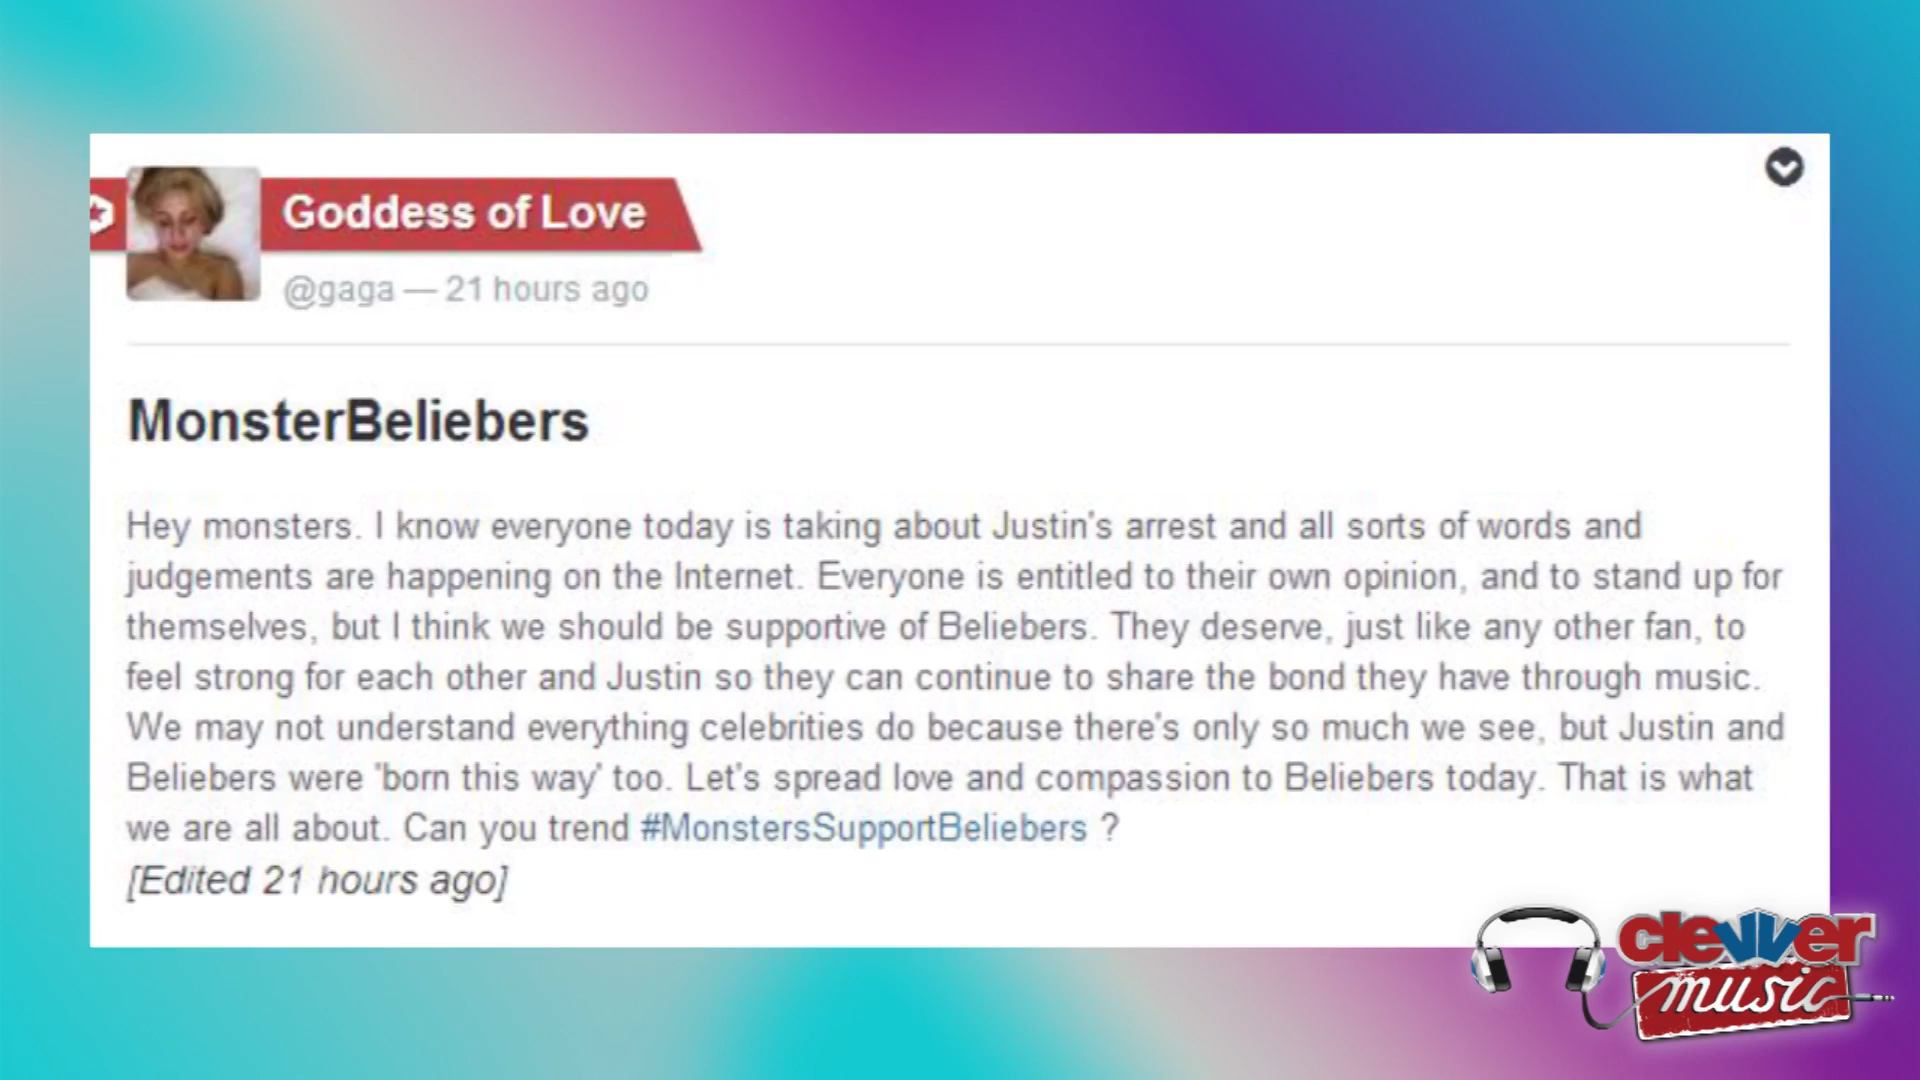 Goddess of Love
@gaga — 21 hours ago
MonsterBeliebers
Hey monsters. I know everyone today is taking about Justin's arrest and all sorts of words and
judgements are happening on the Internet. Everyone is entitled to their own opinion, and to stand up for
themselves, but I think we should be supportive of Beliebers. They deserve, just like any other fan, to
feel strong for each other and Justin so they can continue to share the bond they have through music.
We may not understand everything celebrities do because there's only so much we see, but Justin and
Beliebers were 'born this way' too. Let's spread love and compassion to Beliebers today. That is what
we are all about. Can you trend #MonstersSupportBeliebers ?
[Edited 21 hours ago]
clevver
music